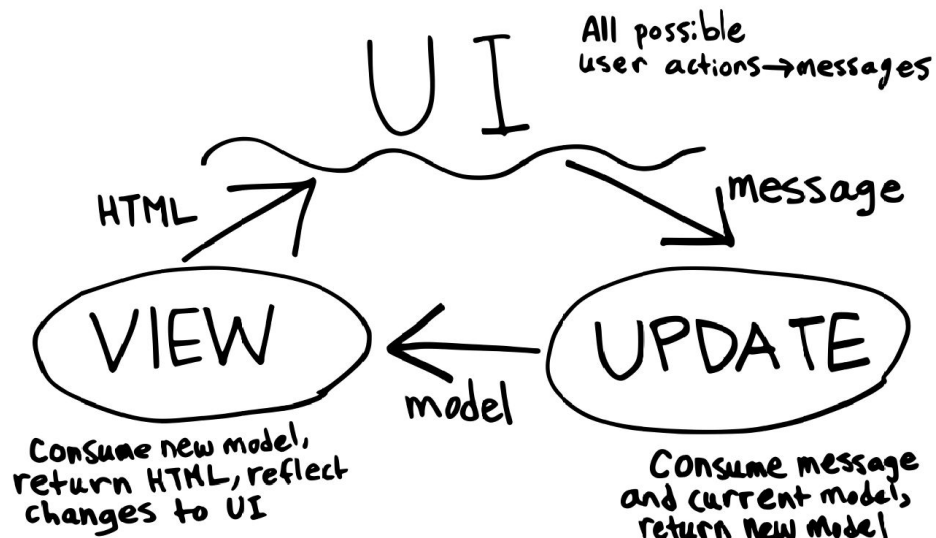 UI
All possible
user actions→messages
HTML
message
VIEW
UPDATE
model
Consume new model,
return HTML, reflect
changes to UI
Consume message
and current model,
return new model